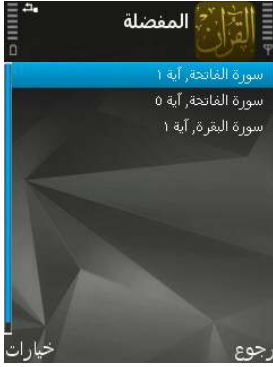 القرآن
المفضلة
سورة الفاتحة, آية ١
سورة الفاتحة, آية ٥
سورة البقرة, آية ١
رجوع
خيارات